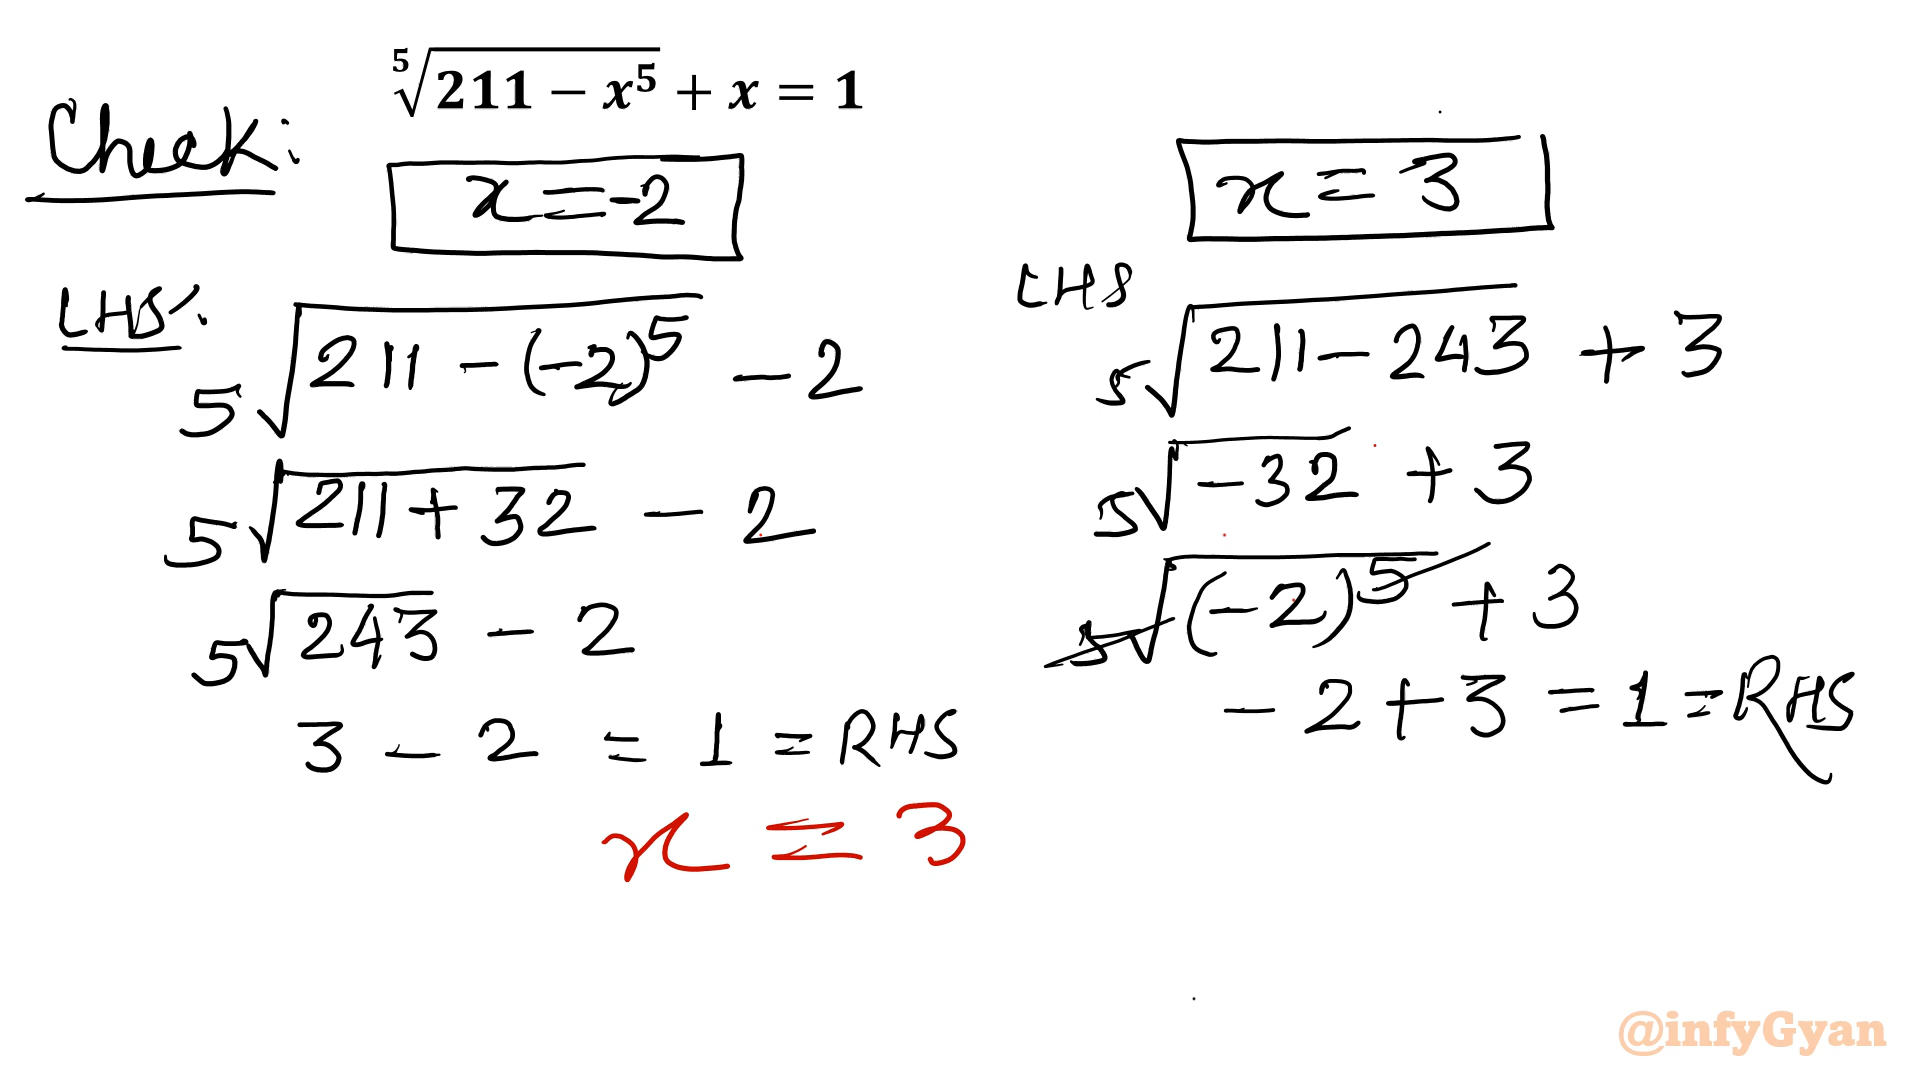 ⁵√(211 − x⁵) + x = 1
Check:
x = -2
LHS:
5√(211 - (-2)⁵) - 2
5√(211 + 32) - 2
5√243 - 2
3 - 2 = 1 = RHS
x = 3
x = 3
LHS
5√(211 - 243) + 3
5√-32 + 3
5√(-2)⁵ + 3
- 2 + 3 = 1 = RHS
@infyGyan